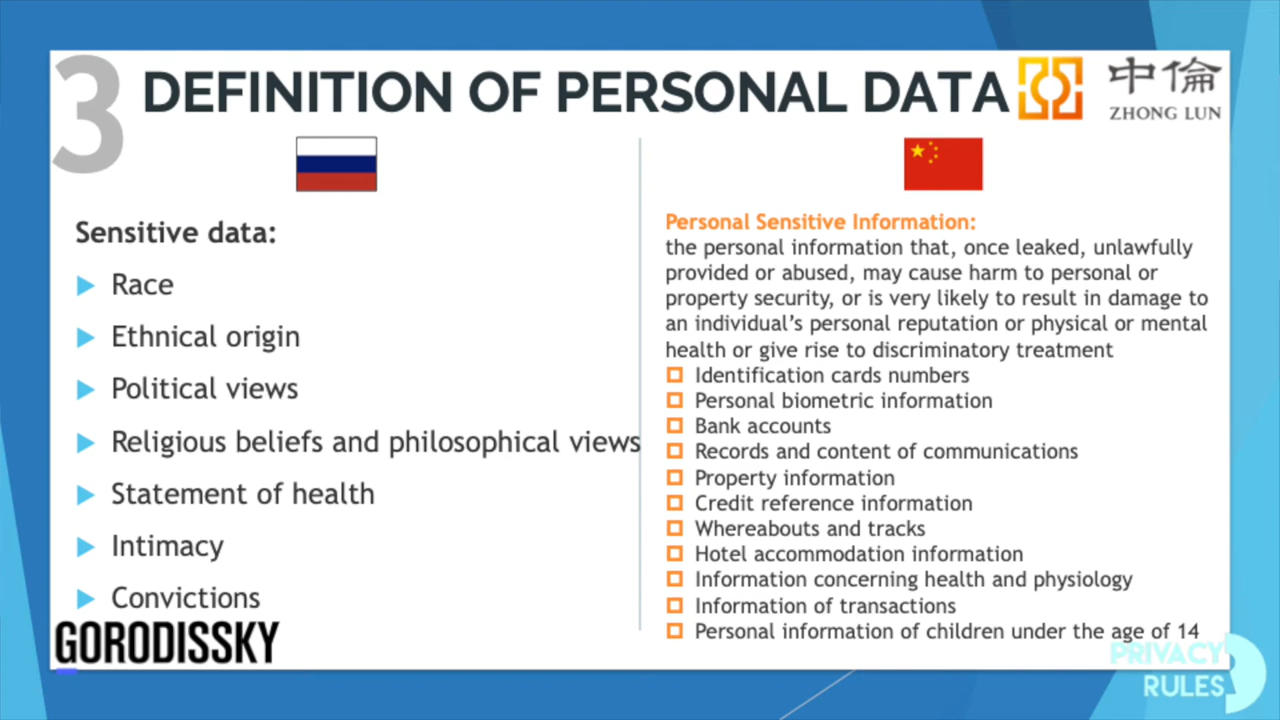 3 DEFINITION OF PERSONAL DATA
中倫
ZHONG LUN
Sensitive data:
Race
Ethnical origin
Political views
Religious beliefs and philosophical views
Statement of health
Intimacy
Convictions
GORODISSKY
Personal Sensitive Information:
the personal information that, once leaked, unlawfully
provided or abused, may cause harm to personal or
property security, or is very likely to result in damage to
an individual's personal reputation or physical or mental
health or give rise to discriminatory treatment
Identification cards numbers
Personal biometric information
Bank accounts
Records and content of communications
Property information
Credit reference information
Whereabouts and tracks
Hotel accommodation information
Information concerning health and physiology
Information of transactions
Personal information of children under the age of 14
PRIVACY
RULES